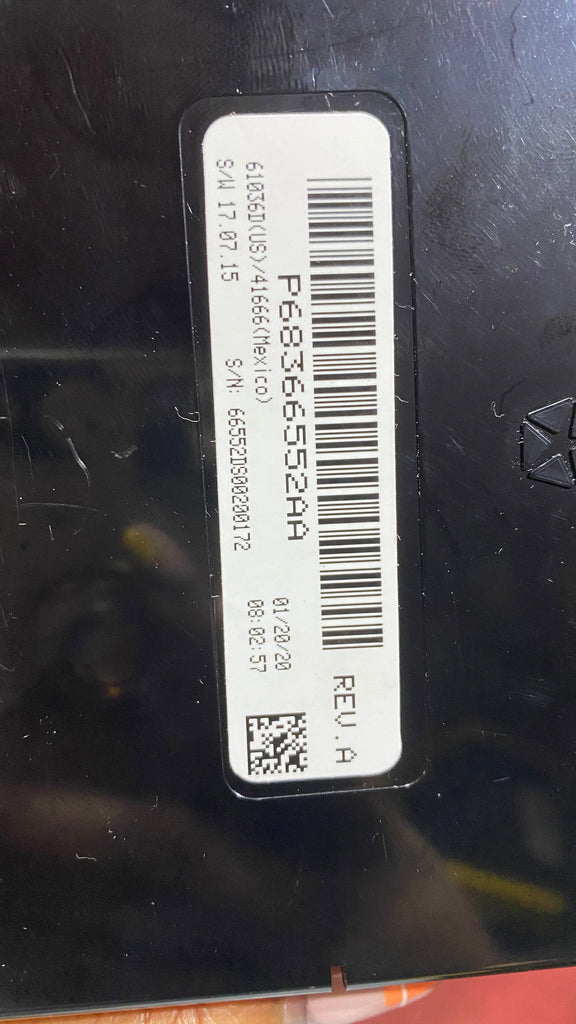 REV.A
P68366552AA
01/20/20
61036D(US)/41666(Mexico)
08:02:57
S/W 17.07.15
S/N: 66552DS00200172